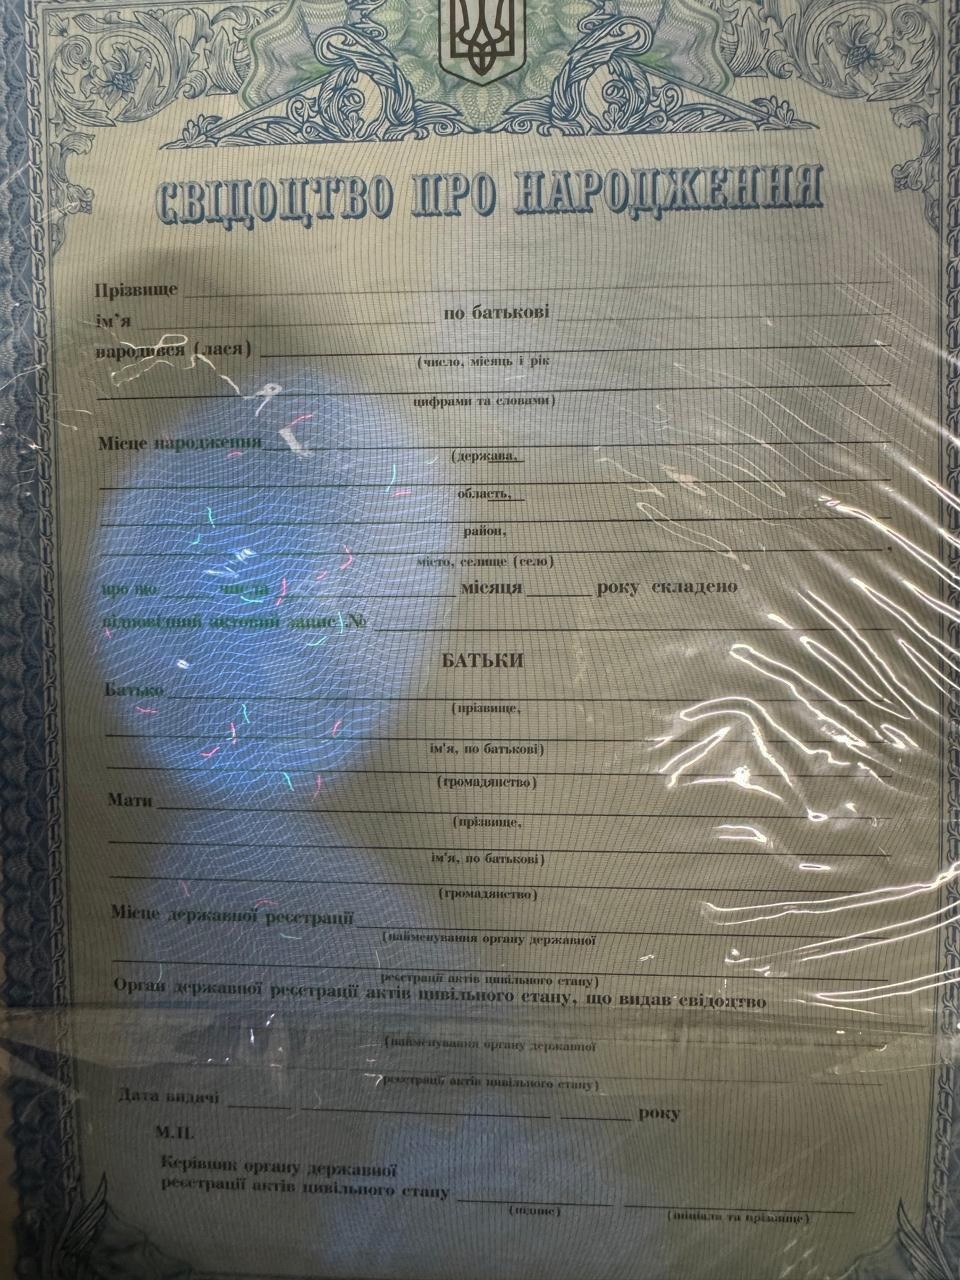 СВІДОЦТВО ПРО НАРОДЖЕННЯ
Прізвище
ім'я по батькові
народився (лася)
(число, місяць і рік
цифрами та словами)
Місце народження
(держава,
область,
район,
місто, селище (село)
про що числа місяця року складено
відповідний актовий запис №
БАТЬКИ
Батько
(прізвище,
ім'я, по батькові)
(громадянство)
Мати
(прізвище,
ім'я, по батькові)
(громадянство)
Місце державної реєстрації
(найменування органу державної
реєстрації актів цивільного стану)
Орган державної реєстрації актів цивільного стану, що видав свідоцтво
(найменування органу державної
реєстрації актів цивільного стану)
Дата видачі року
М.П.
Керівник органу державної
реєстрації актів цивільного стану
(підпис) (ініціали та прізвище)